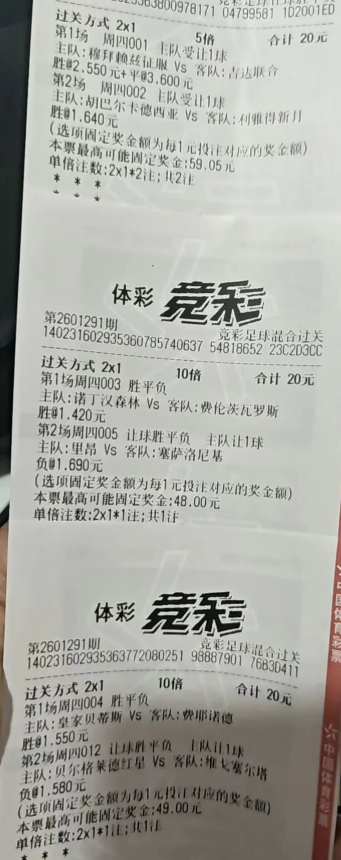 过关方式 2x1 5倍 合计 20元
第1场 周四001 主队受让1球
主队:穆拜赖兹征服 Vs 客队:吉达联合
胜@2.550元+平@3.600元
第2场 周四002 主队受让1球
主队:胡巴尔卡德西亚 Vs 客队:利雅得新月
胜@1.640元
(选项固定奖金额为每1元投注对应的奖金额)
本票最高可能固定奖金:59.05元
单倍注数:2x1*2注;共2注
* * *
* * *
体彩 竞彩
第2601291期 竞彩足球混合过关
140231602935360785740637 54818652 23C2D3CC
过关方式 2x1 10倍 合计 20元
第1场周四003 胜平负
主队:诺丁汉森林 Vs 客队:费伦茨瓦罗斯
胜@1.420元
第2场周四005 让球胜平负 主队让1球
主队:里昂 Vs 客队:塞萨洛尼基
负@1.690元
(选项固定奖金额为每1元投注对应的奖金额)
本票最高可能固定奖金:48.00元
单倍注数:2x1*1注;共1注
体彩 竞彩
第2601291期 竞彩足球混合过关
140231602935363772080251 98887901 76B3D411
过关方式 2x1 10倍 合计 20元
第1场周四004 胜平负
主队:皇家贝蒂斯 Vs 客队:费耶诺德
胜@1.550元
第2场周四012 让球胜平负 主队让1球
主队:贝尔格莱德红星 Vs 客队:维戈塞尔塔
负@1.580元
(选项固定奖金额为每1元投注对应的奖金额)
本票最高可能固定奖金:49.00元
单倍注数:2x1*1注;共1注
* * *
中国体育彩票
中国体育彩票